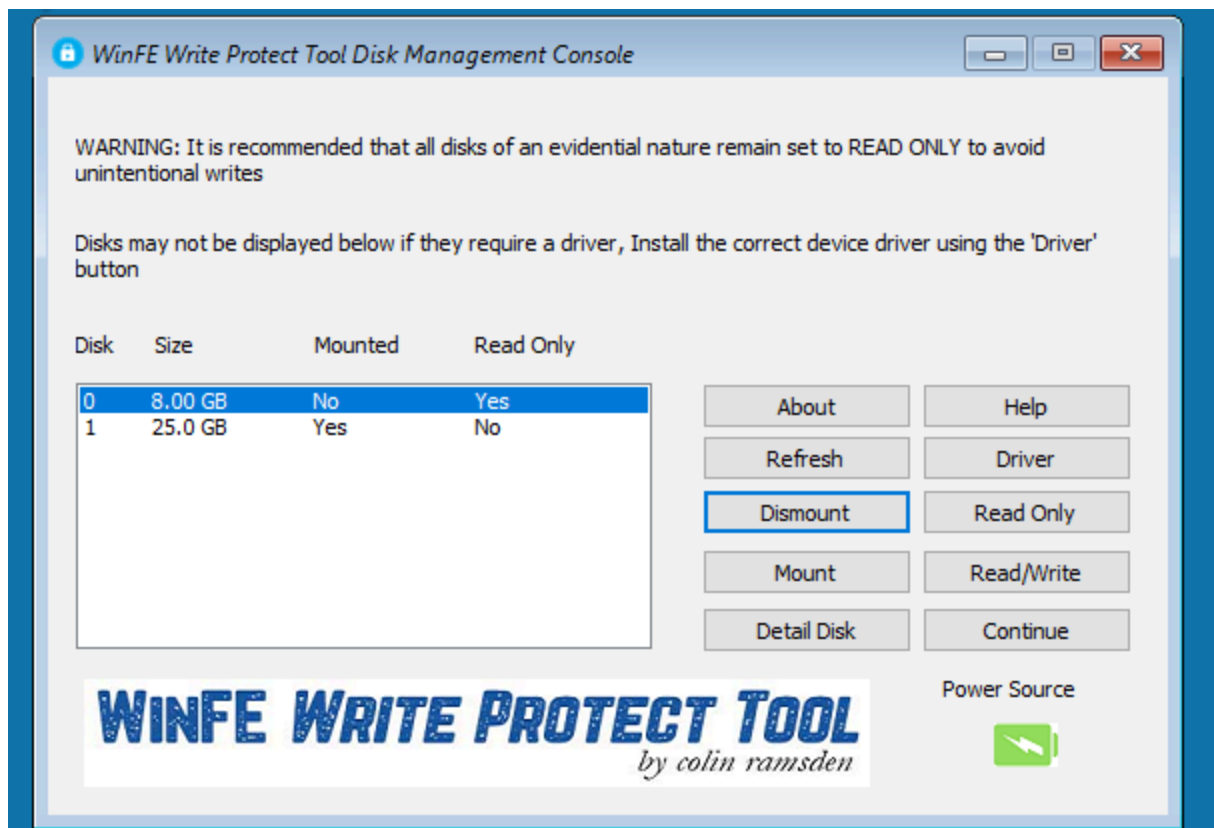 WinFE Write Protect Tool Disk Management Console
WARNING: It is recommended that all disks of an evidential nature remain set to READ ONLY to avoid
unintentional writes
Disks may not be displayed below if they require a driver, Install the correct device driver using the 'Driver'
button
Disk Size Mounted Read Only
0 8.00 GB No Yes
1 25.0 GB Yes No
About Help
Refresh Driver
Dismount Read Only
Mount Read/Write
Detail Disk Continue
Power Source
WINFE WRITE PROTECT TOOL
by colin ramsden